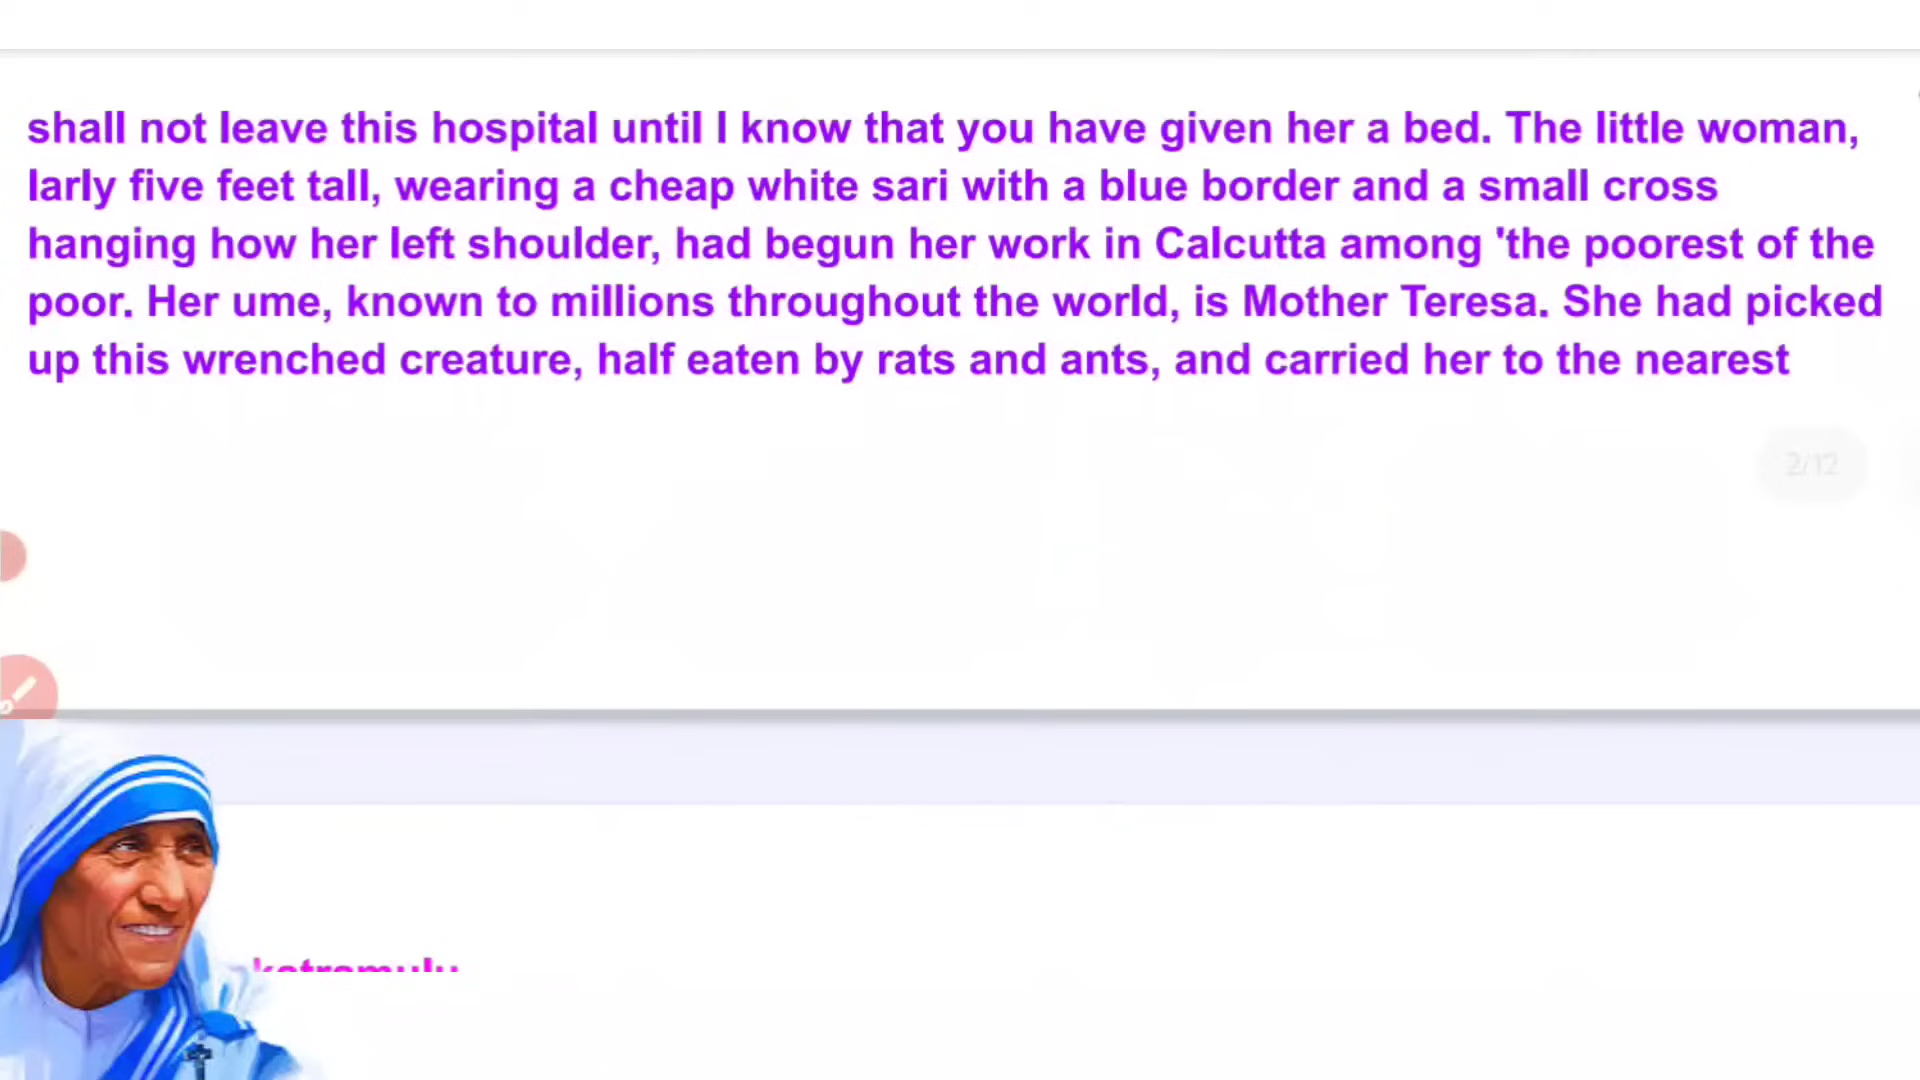 shall not leave this hospital until I know that you have given her a bed. The little woman,
larly five feet tall, wearing a cheap white sari with a blue border and a small cross
hanging how her left shoulder, had begun her work in Calcutta among 'the poorest of the
poor. Her ume, known to millions throughout the world, is Mother Teresa. She had picked
up this wrenched creature, half eaten by rats and ants, and carried her to the nearest
2/12
katramulu